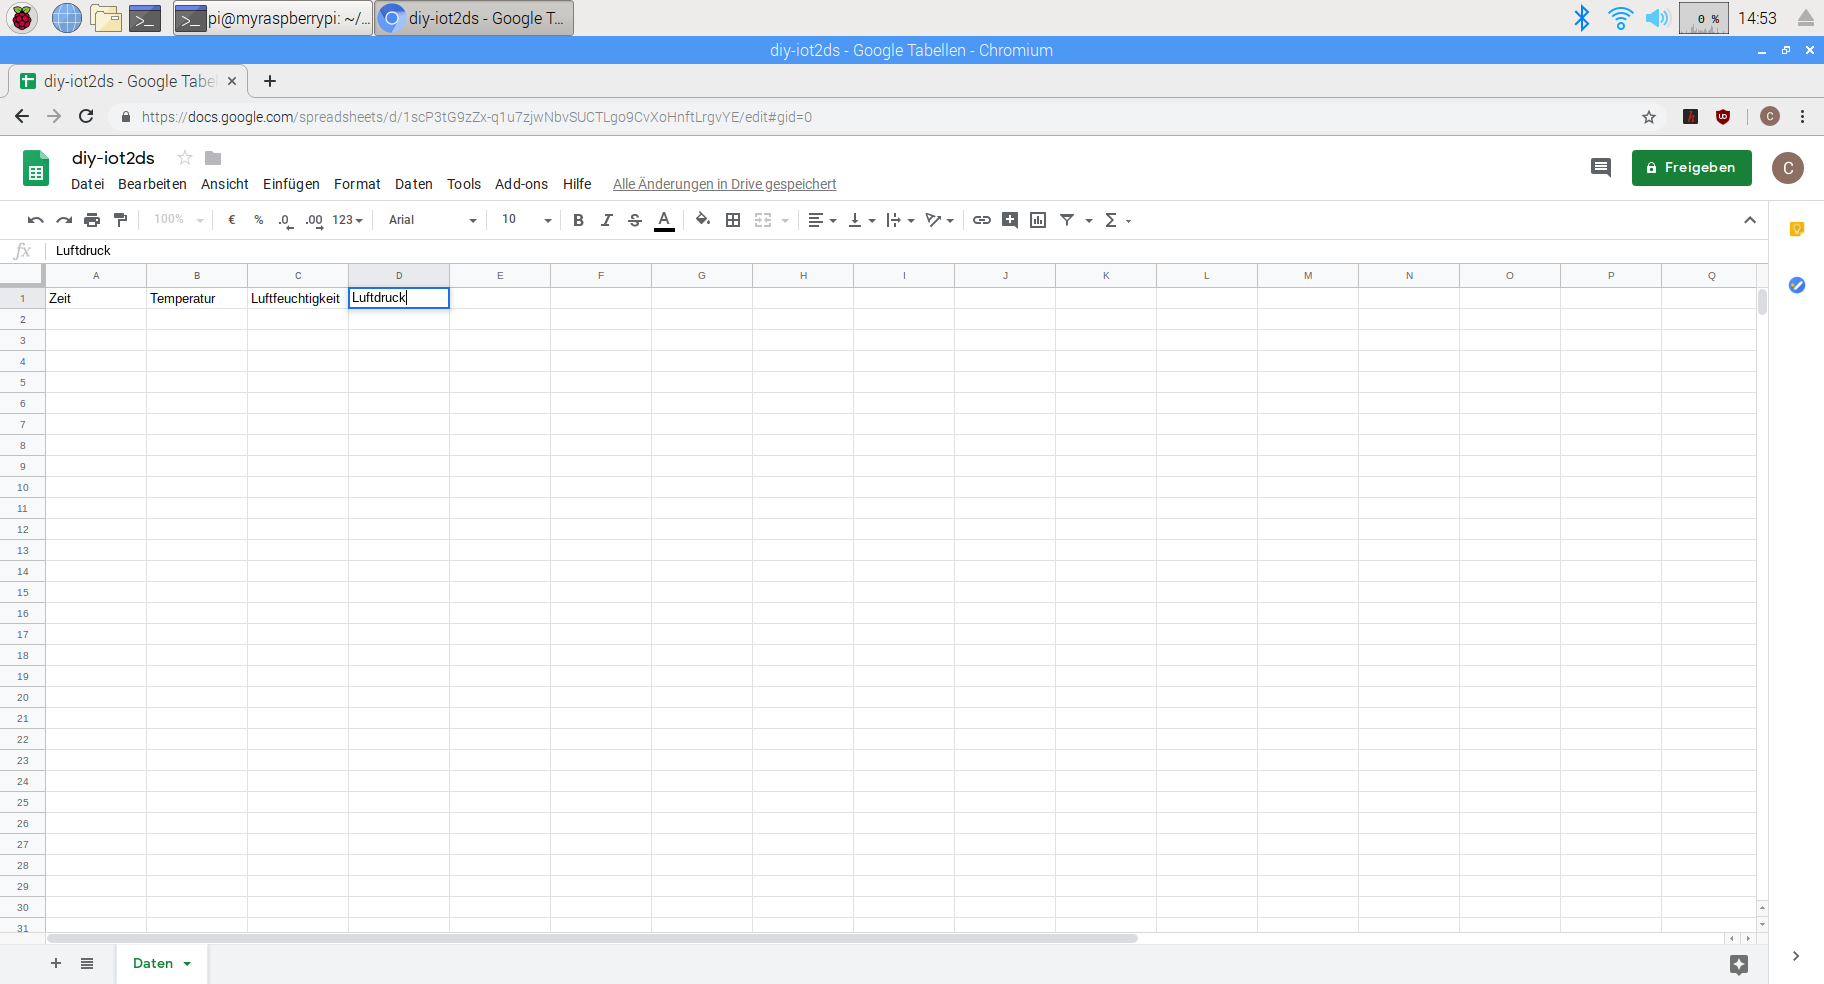 pi@myraspberrypi: ~/... diy-iot2ds - Google T... 0 % 14:53
diy-iot2ds - Google Tabellen - Chromium
diy-iot2ds - Google Tabe
https://docs.google.com/spreadsheets/d/1scP3tG9zZx-q1u7zjwNbvSUCTLgo9CvXoHnftLrgvYE/edit#gid=0 C
diy-iot2ds
Freigeben C
Datei Bearbeiten Ansicht Einfügen Format Daten Tools Add-ons Hilfe Alle Änderungen in Drive gespeichert
100% € % .0 .00 123 Arial 10 B I S A Σ
fx Luftdruck
A B C D E F G H I J K L M N O P Q
1 Zeit Temperatur Luftfeuchtigkeit Luftdruck
2
3
4
5
6
7
8
9
10
11
12
13
14
15
16
17
18
19
20
21
22
23
24
25
26
27
28
29
30
31
+ Daten